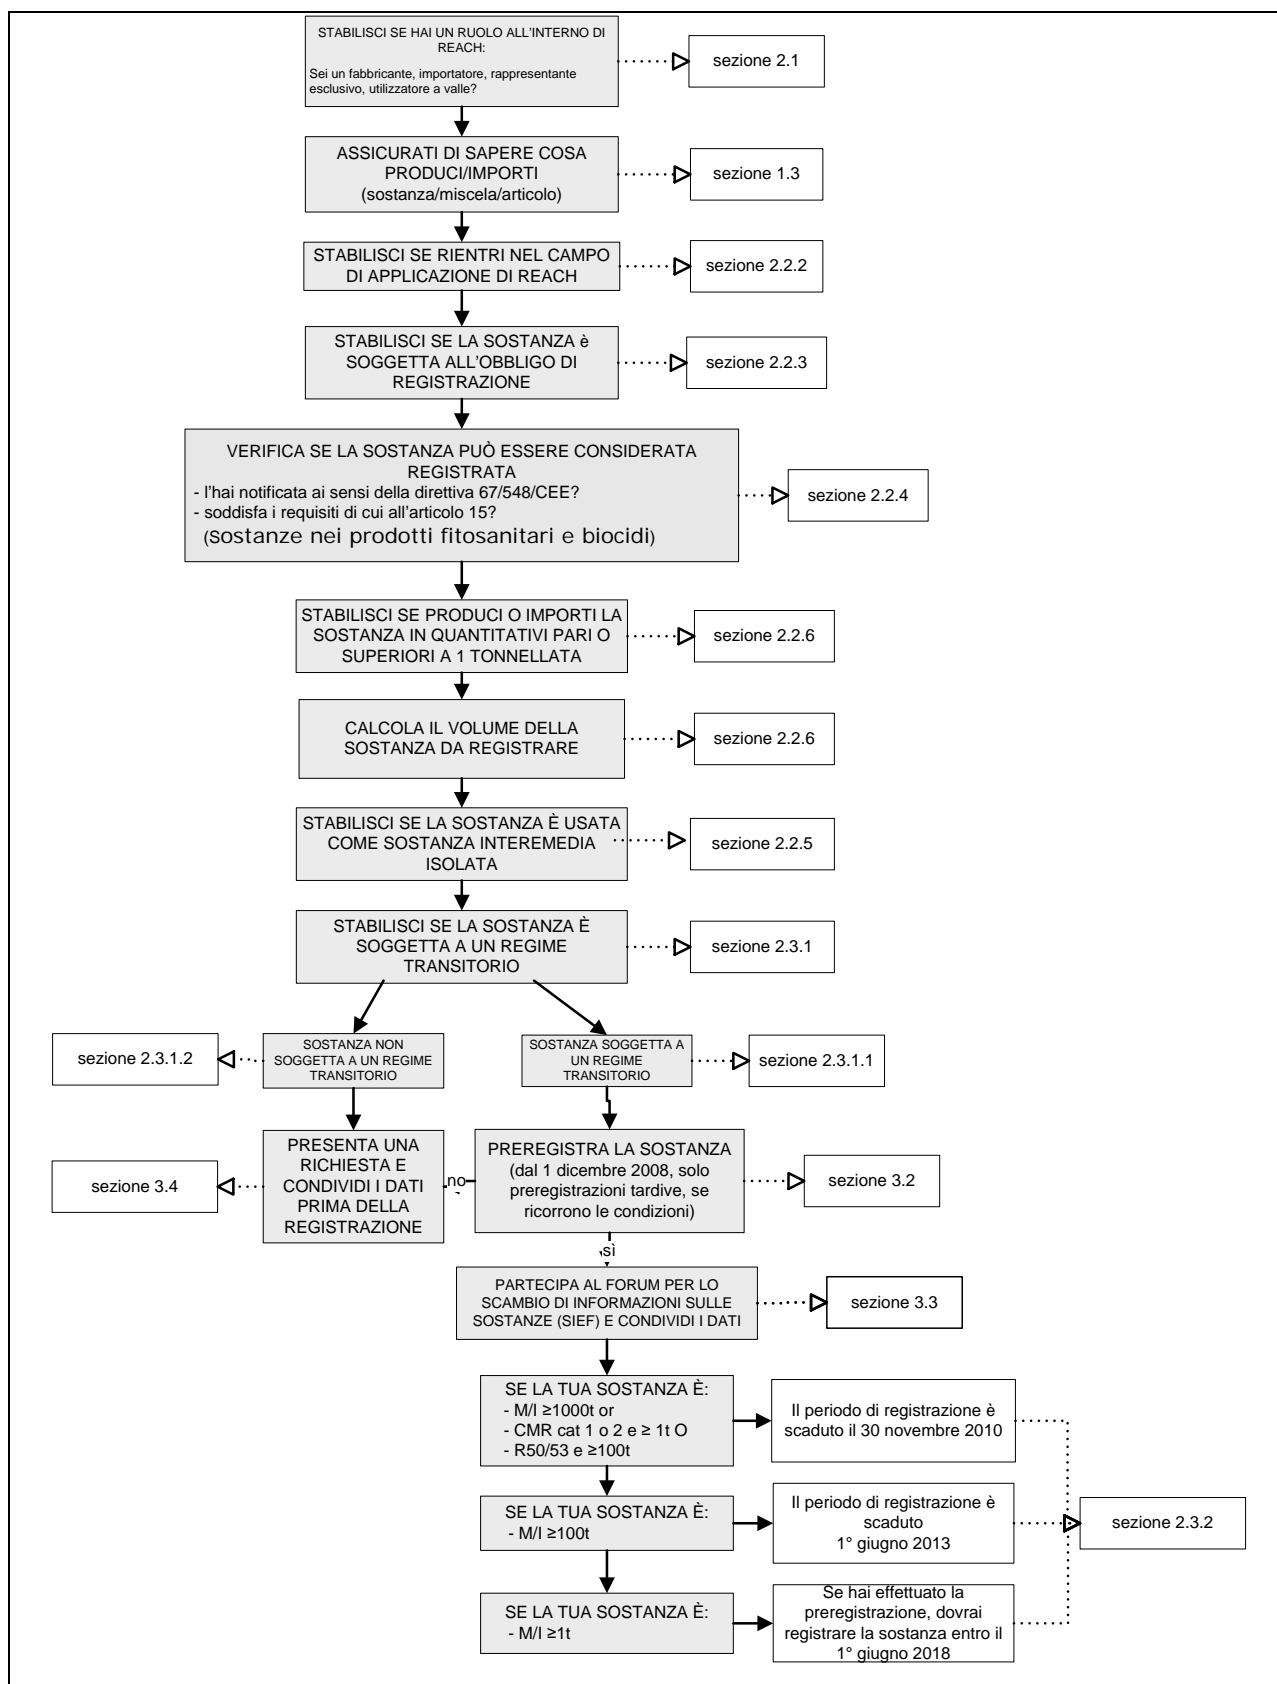 STABILISCI SE HAI UN RUOLO ALL'INTERNO DI
REACH:
Sei un fabbricante, importatore, rappresentante
esclusivo, utilizzatore a valle?
sezione 2.1
ASSICURATI DI SAPERE COSA
PRODUCI/IMPORTI
(sostanza/miscela/articolo)
sezione 1.3
STABILISCI SE RIENTRI NEL CAMPO
DI APPLICAZIONE DI REACH
sezione 2.2.2
STABILISCI SE LA SOSTANZA è
SOGGETTA ALL'OBBLIGO DI
REGISTRAZIONE
sezione 2.2.3
VERIFICA SE LA SOSTANZA PUÒ ESSERE CONSIDERATA
REGISTRATA
- l'hai notificata ai sensi della direttiva 67/548/CEE?
- soddisfa i requisiti di cui all'articolo 15?
(Sostanze nei prodotti fitosanitari e biocidi)
sezione 2.2.4
STABILISCI SE PRODUCI O IMPORTI LA
SOSTANZA IN QUANTITATIVI PARI O
SUPERIORI A 1 TONNELLATA
sezione 2.2.6
CALCOLA IL VOLUME DELLA
SOSTANZA DA REGISTRARE
sezione 2.2.6
STABILISCI SE LA SOSTANZA È USATA
COME SOSTANZA INTEREMEDIA
ISOLATA
sezione 2.2.5
STABILISCI SE LA SOSTANZA È
SOGGETTA A UN REGIME
TRANSITORIO
sezione 2.3.1
sezione 2.3.1.2
SOSTANZA NON
SOGGETTA A UN REGIME
TRANSITORIO
SOSTANZA SOGGETTA A
UN REGIME
TRANSITORIO
sezione 2.3.1.1
sezione 3.4
PRESENTA UNA
RICHIESTA E
CONDIVIDI I DATI
PRIMA DELLA
REGISTRAZIONE
no
PREREGISTRA LA SOSTANZA
(dal 1 dicembre 2008, solo
preregistrazioni tardive, se
ricorrono le condizioni)
sezione 3.2
sì
PARTECIPA AL FORUM PER LO
SCAMBIO DI INFORMAZIONI SULLE
SOSTANZE (SIEF) E CONDIVIDI I DATI
sezione 3.3
SE LA TUA SOSTANZA È:
- M/I ≥1000t or
- CMR cat 1 o 2 e ≥ 1t O
- R50/53 e ≥100t
Il periodo di registrazione è
scaduto il 30 novembre 2010
SE LA TUA SOSTANZA È:
- M/I ≥100t
Il periodo di registrazione è
scaduto
1° giugno 2013
sezione 2.3.2
SE LA TUA SOSTANZA È:
- M/I ≥1t
Se hai effettuato la
preregistrazione, dovrai
registrare la sostanza entro il
1° giugno 2018